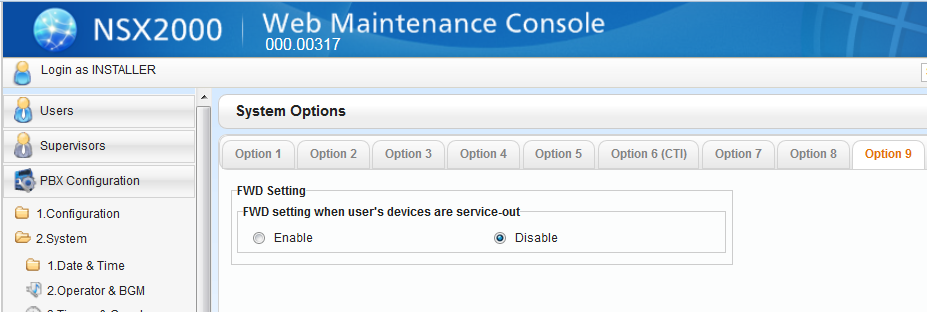 NSX2000
Web Maintenance Console
000.00317
Login as INSTALLER
Users
Supervisors
PBX Configuration
1.Configuration
2.System
1.Date & Time
2.Operator & BGM
System Options
Option 1 Option 2 Option 3 Option 4 Option 5 Option 6 (CTI) Option 7 Option 8 Option 9
FWD Setting
FWD setting when user's devices are service-out
Enable Disable